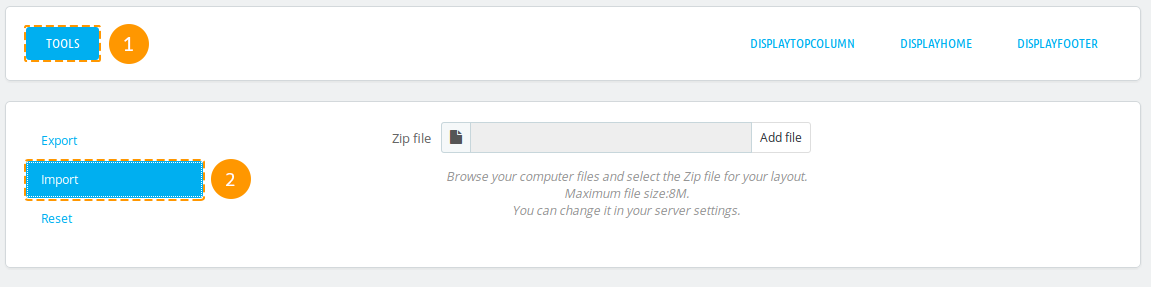 TOOLS
1
DISPLAYTOPCOLUMN
DISPLAYHOME
DISPLAYFOOTER
Export
Import
2
Reset
Zip file
Add file
Browse your computer files and select the Zip file for your layout.
Maximum file size:8M.
You can change it in your server settings.